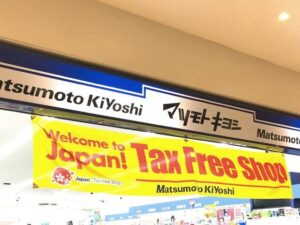 atsumoto KiYoshi マツモトキヨシ Matsumoto
Welcome to
Japan! Tax Free Shop
Japan. Tax-free Shop
Matsumoto KiYoshi